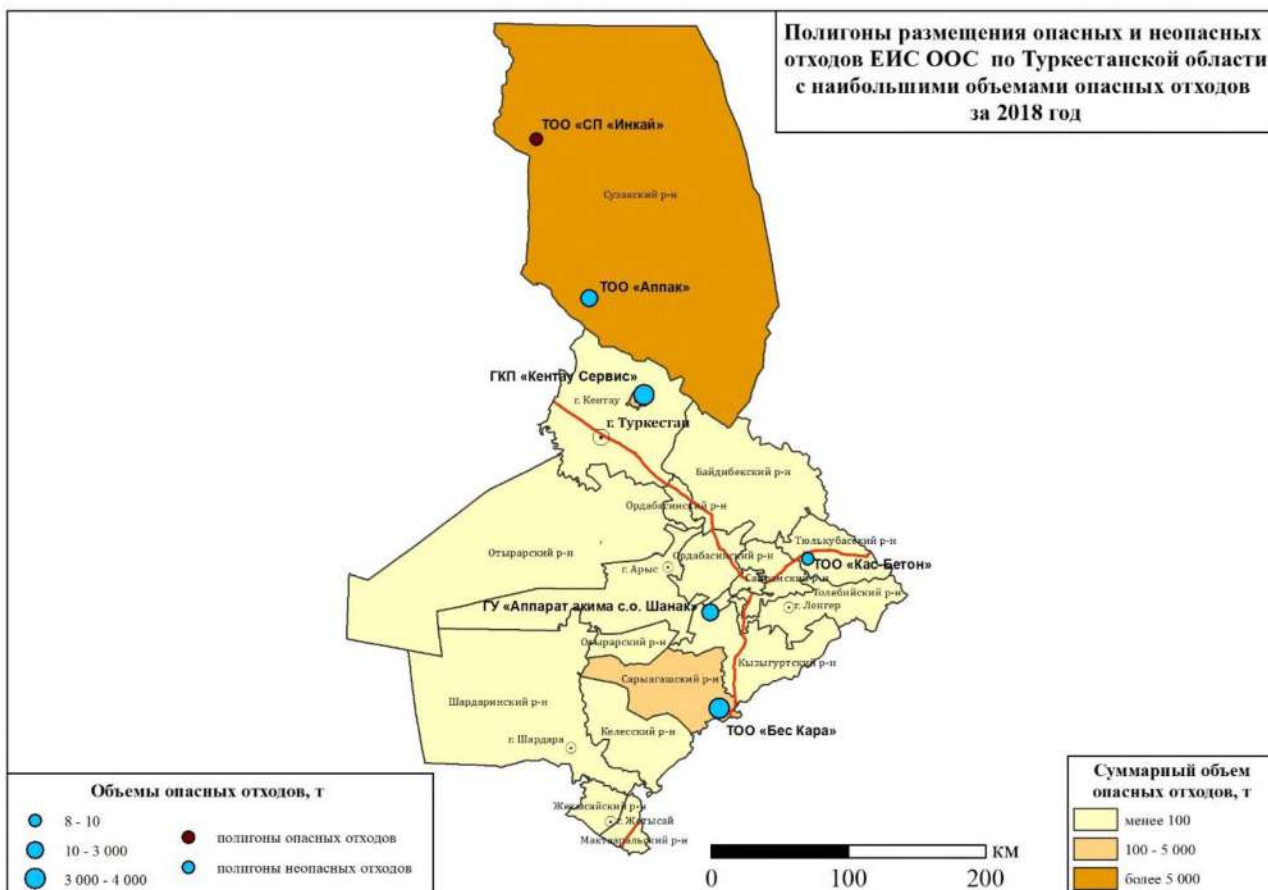 Полигоны размещения опасных и неопасных
отходов ЕИС ООС по Туркестанской области
с наибольшими объемами опасных отходов
за 2018 год
ТОО «СП «Инкай»
Сузакский р-н
ТОО «Аппак»
ГКП «Кентау Сервис»
г. Кентау
г. Туркестан
Байдибекский р-н
Ордабасинский р-н
Тюлькубасский р-н
Отырарский р-н
Ордабасинский р-н
ТОО «Кас-Бетон»
г. Арыс
Сайрамский р-н
Толебийский р-н
ГУ «Аппарат акима с.о. Шанак»
г. Ленгер
Отырарский р-н
Кызыгуртский р-н
Сарыагашский р-н
Шардаринский р-н
ТОО «Бес Кара»
Келесский р-н
г. Шардара
Жетысайский р-н
г. Жетысай
Мактааральский р-н
Объемы опасных отходов, т
8 - 10
10 - 3 000
3 000 - 4 000
полигоны опасных отходов
полигоны неопасных отходов
КМ
0 100 200
Суммарный объем
опасных отходов, т
менее 100
100 - 5 000
более 5 000